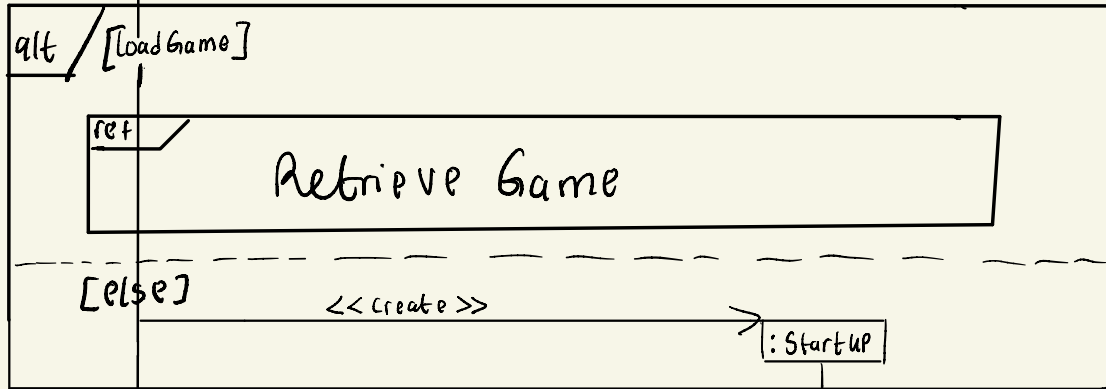 alt [loadGame]
ref
Retrieve Game
[else]
<<create>>
:StartUP